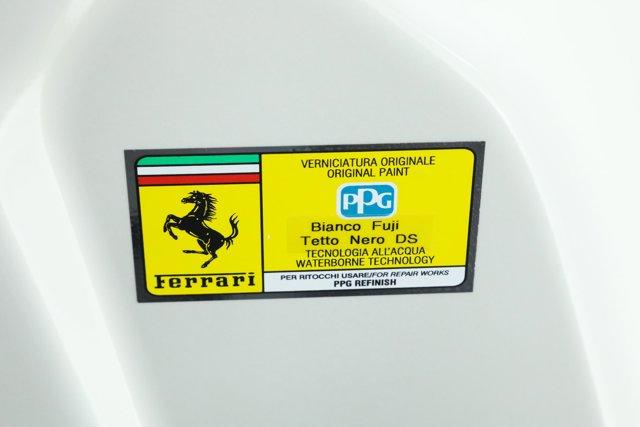 VERNICIATURA ORIGINALE
ORIGINAL PAINT
PPG
Bianco Fuji
Tetto Nero DS
TECNOLOGIA ALL'ACQUA
WATERBORNE TECHNOLOGY
Ferrari
PER RITOCCHI USARE/FOR REPAIR WORKS
PPG REFINISH